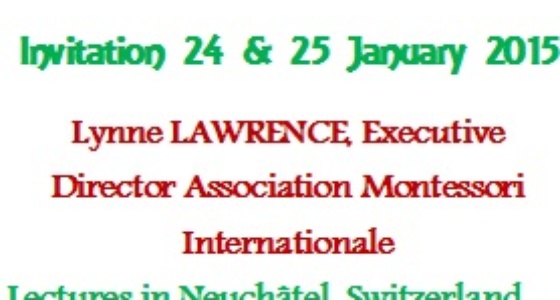 Invitation 24 & 25 January 2015
Lynne LAWRENCE, Executive
Director Association Montessori
Internationale
Lectures in Neuchâtel, Switzerland